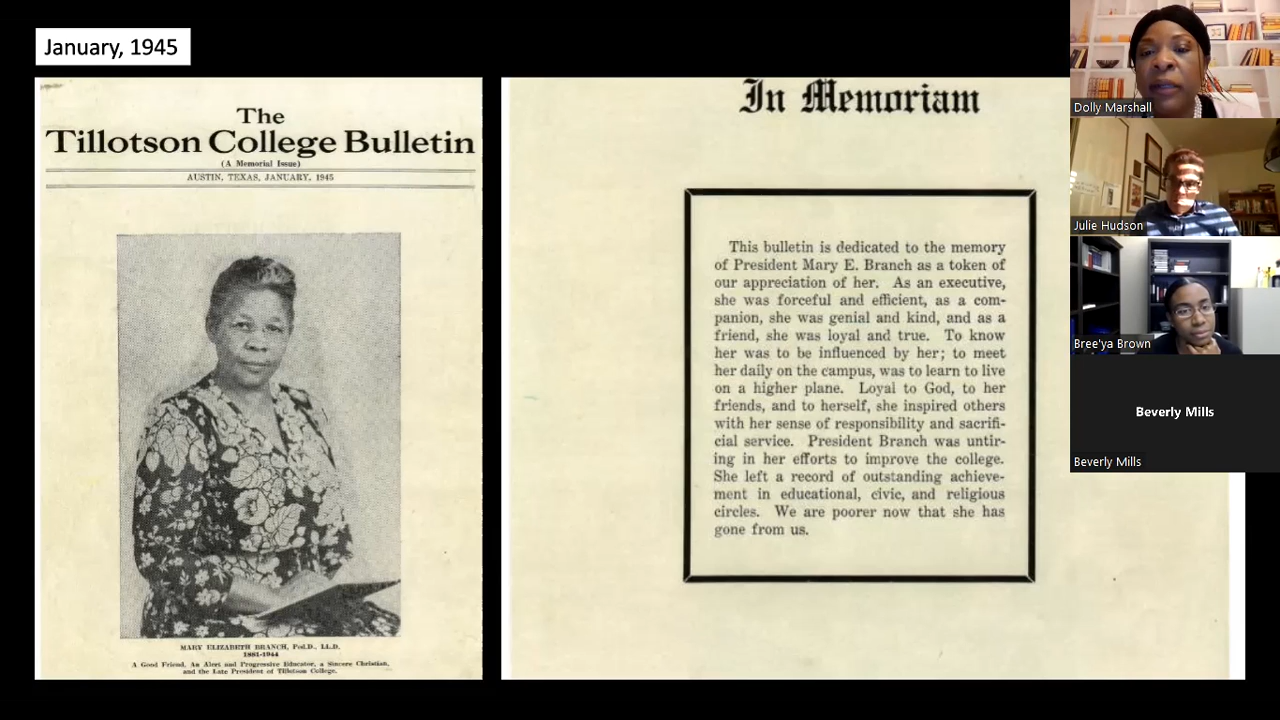 January, 1945
The
Tillotson College Bulletin
(A Memorial Issue)
AUSTIN, TEXAS, JANUARY, 1945
MARY ELIZABETH BRANCH, Ped.D., LL.D.
1881-1944
A Good Friend, An Alert and Progressive Educator, a Sincere Christian,
and the Late President of Tillotson College.
In Memoriam
This bulletin is dedicated to the memory
of President Mary E. Branch as a token of
our appreciation of her. As an executive,
she was forceful and efficient, as a com-
panion, she was genial and kind, and as a
friend, she was loyal and true. To know
her was to be influenced by her; to meet
her daily on the campus, was to learn to live
on a higher plane. Loyal to God, to her
friends, and to herself, she inspired others
with her sense of responsibility and sacrifi-
cial service. President Branch was untir-
ing in her efforts to improve the college.
She left a record of outstanding achieve-
ment in educational, civic, and religious
circles. We are poorer now that she has
gone from us.
Dolly Marshall
Julie Hudson
Bree'ya Brown
Beverly Mills
Beverly Mills